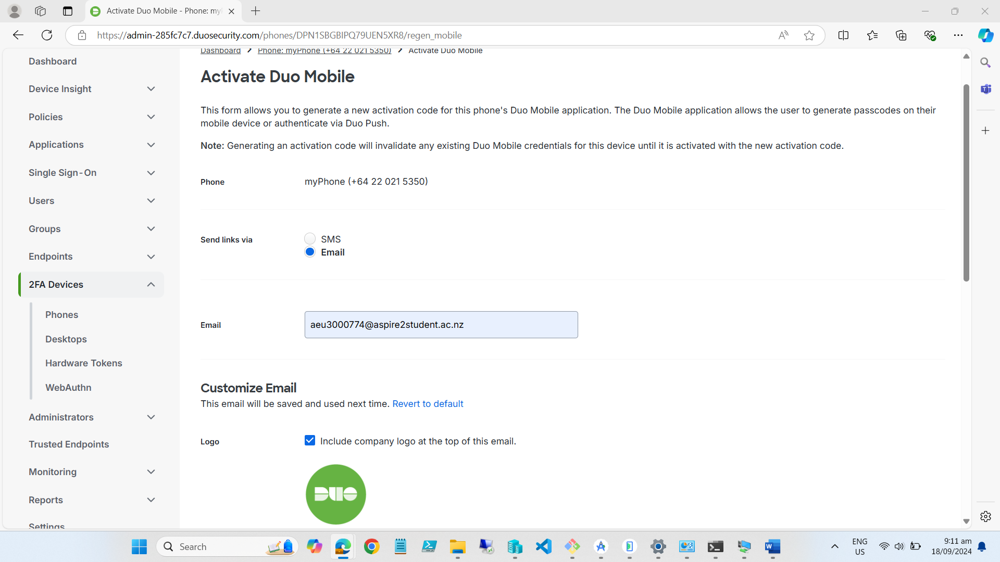 Activate Duo Mobile - Phone: my
https://admin-285fc7c7.duosecurity.com/phones/DPN1SBGBIPQ79UEN5XR8/regen_mobile
Dashboard
Device Insight
Policies
Applications
Single Sign-On
Users
Groups
Endpoints
2FA Devices
Phones
Desktops
Hardware Tokens
WebAuthn
Administrators
Trusted Endpoints
Monitoring
Reports
Settings
Dashboard Phone: myPhone (+64 22 021 5350) Activate Duo Mobile
Activate Duo Mobile
This form allows you to generate a new activation code for this phone's Duo Mobile application. The Duo Mobile application allows the user to generate passcodes on their
mobile device or authenticate via Duo Push.
Note: Generating an activation code will invalidate any existing Duo Mobile credentials for this device until it is activated with the new activation code.
Phone myPhone (+64 22 021 5350)
Send links via SMS
Email
Email aeu3000774@aspire2student.ac.nz
Customize Email
This email will be saved and used next time. Revert to default
Logo Include company logo at the top of this email.
DUO
Search
ENG
US
9:11 am
18/09/2024